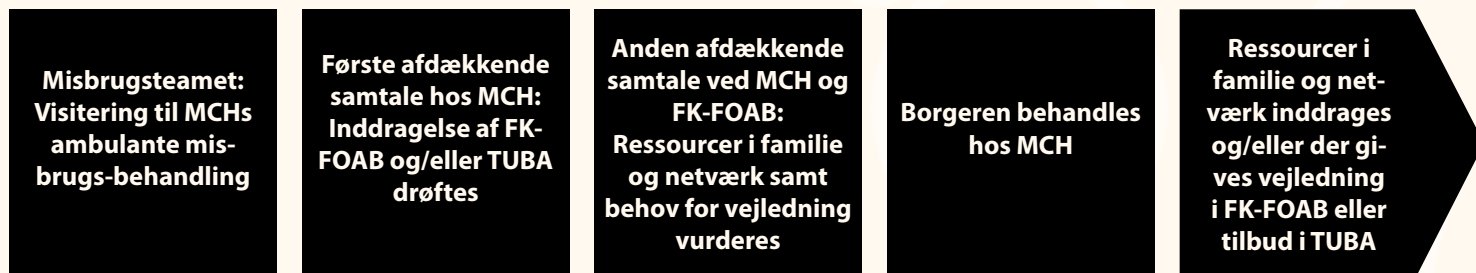 Misbrugsteamet:
Visitering til MCHs
ambulante mis-
brugs-behandling
Første afdækkende
samtale hos MCH:
Inddragelse af FK-
FOAB og/eller TUBA
drøftes
Anden afdækkende
samtale ved MCH og
FK-FOAB:
Ressourcer i familie
og netværk samt
behov for vejledning
vurderes
Borgeren behandles
hos MCH
Ressourcer i
familie og net-
værk inddrages
og/eller der gi-
ves vejledning
i FK-FOAB eller
tilbud i TUBA